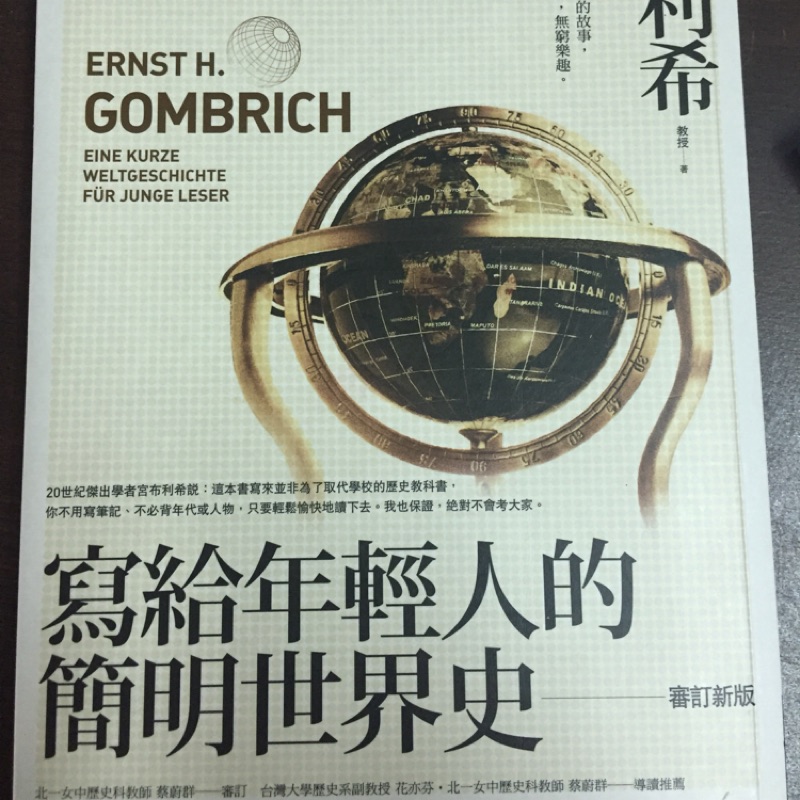 利希
教授——著
的故事，
，無窮樂趣。
ERNST H.
GOMBRICH
EINE KURZE
WELTGESCHICHTE
FÜR JUNGE LESER
CHAD
DAR ES SALAAM
INDIAN OCE
ANTANANARIVO
PRETORIA
MAPUTO
OCEAN
20世紀傑出學者宮布利希說：這本書寫來並非為了取代學校的歷史教科書，
你不用寫筆記、不必背年代或人物，只要輕鬆愉快地讀下去。我也保證，絕對不會考大家。
寫給年輕人的
簡明世界史——審訂新版
北一女中歷史科教師 蔡蔚群——審訂 台灣大學歷史系副教授 花亦芬・北一女中歷史科教師 蔡蔚群——導讀推薦